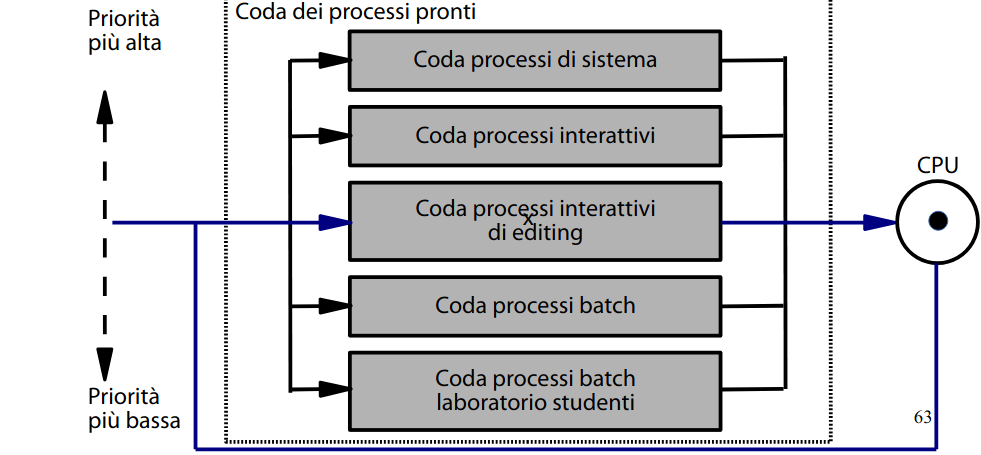 Priorità
più alta
Coda dei processi pronti
Coda processi di sistema
Coda processi interattivi
Coda processi interattivi
di editing
x
Coda processi batch
Coda processi batch
laboratorio studenti
CPU
Priorità
più bassa
63